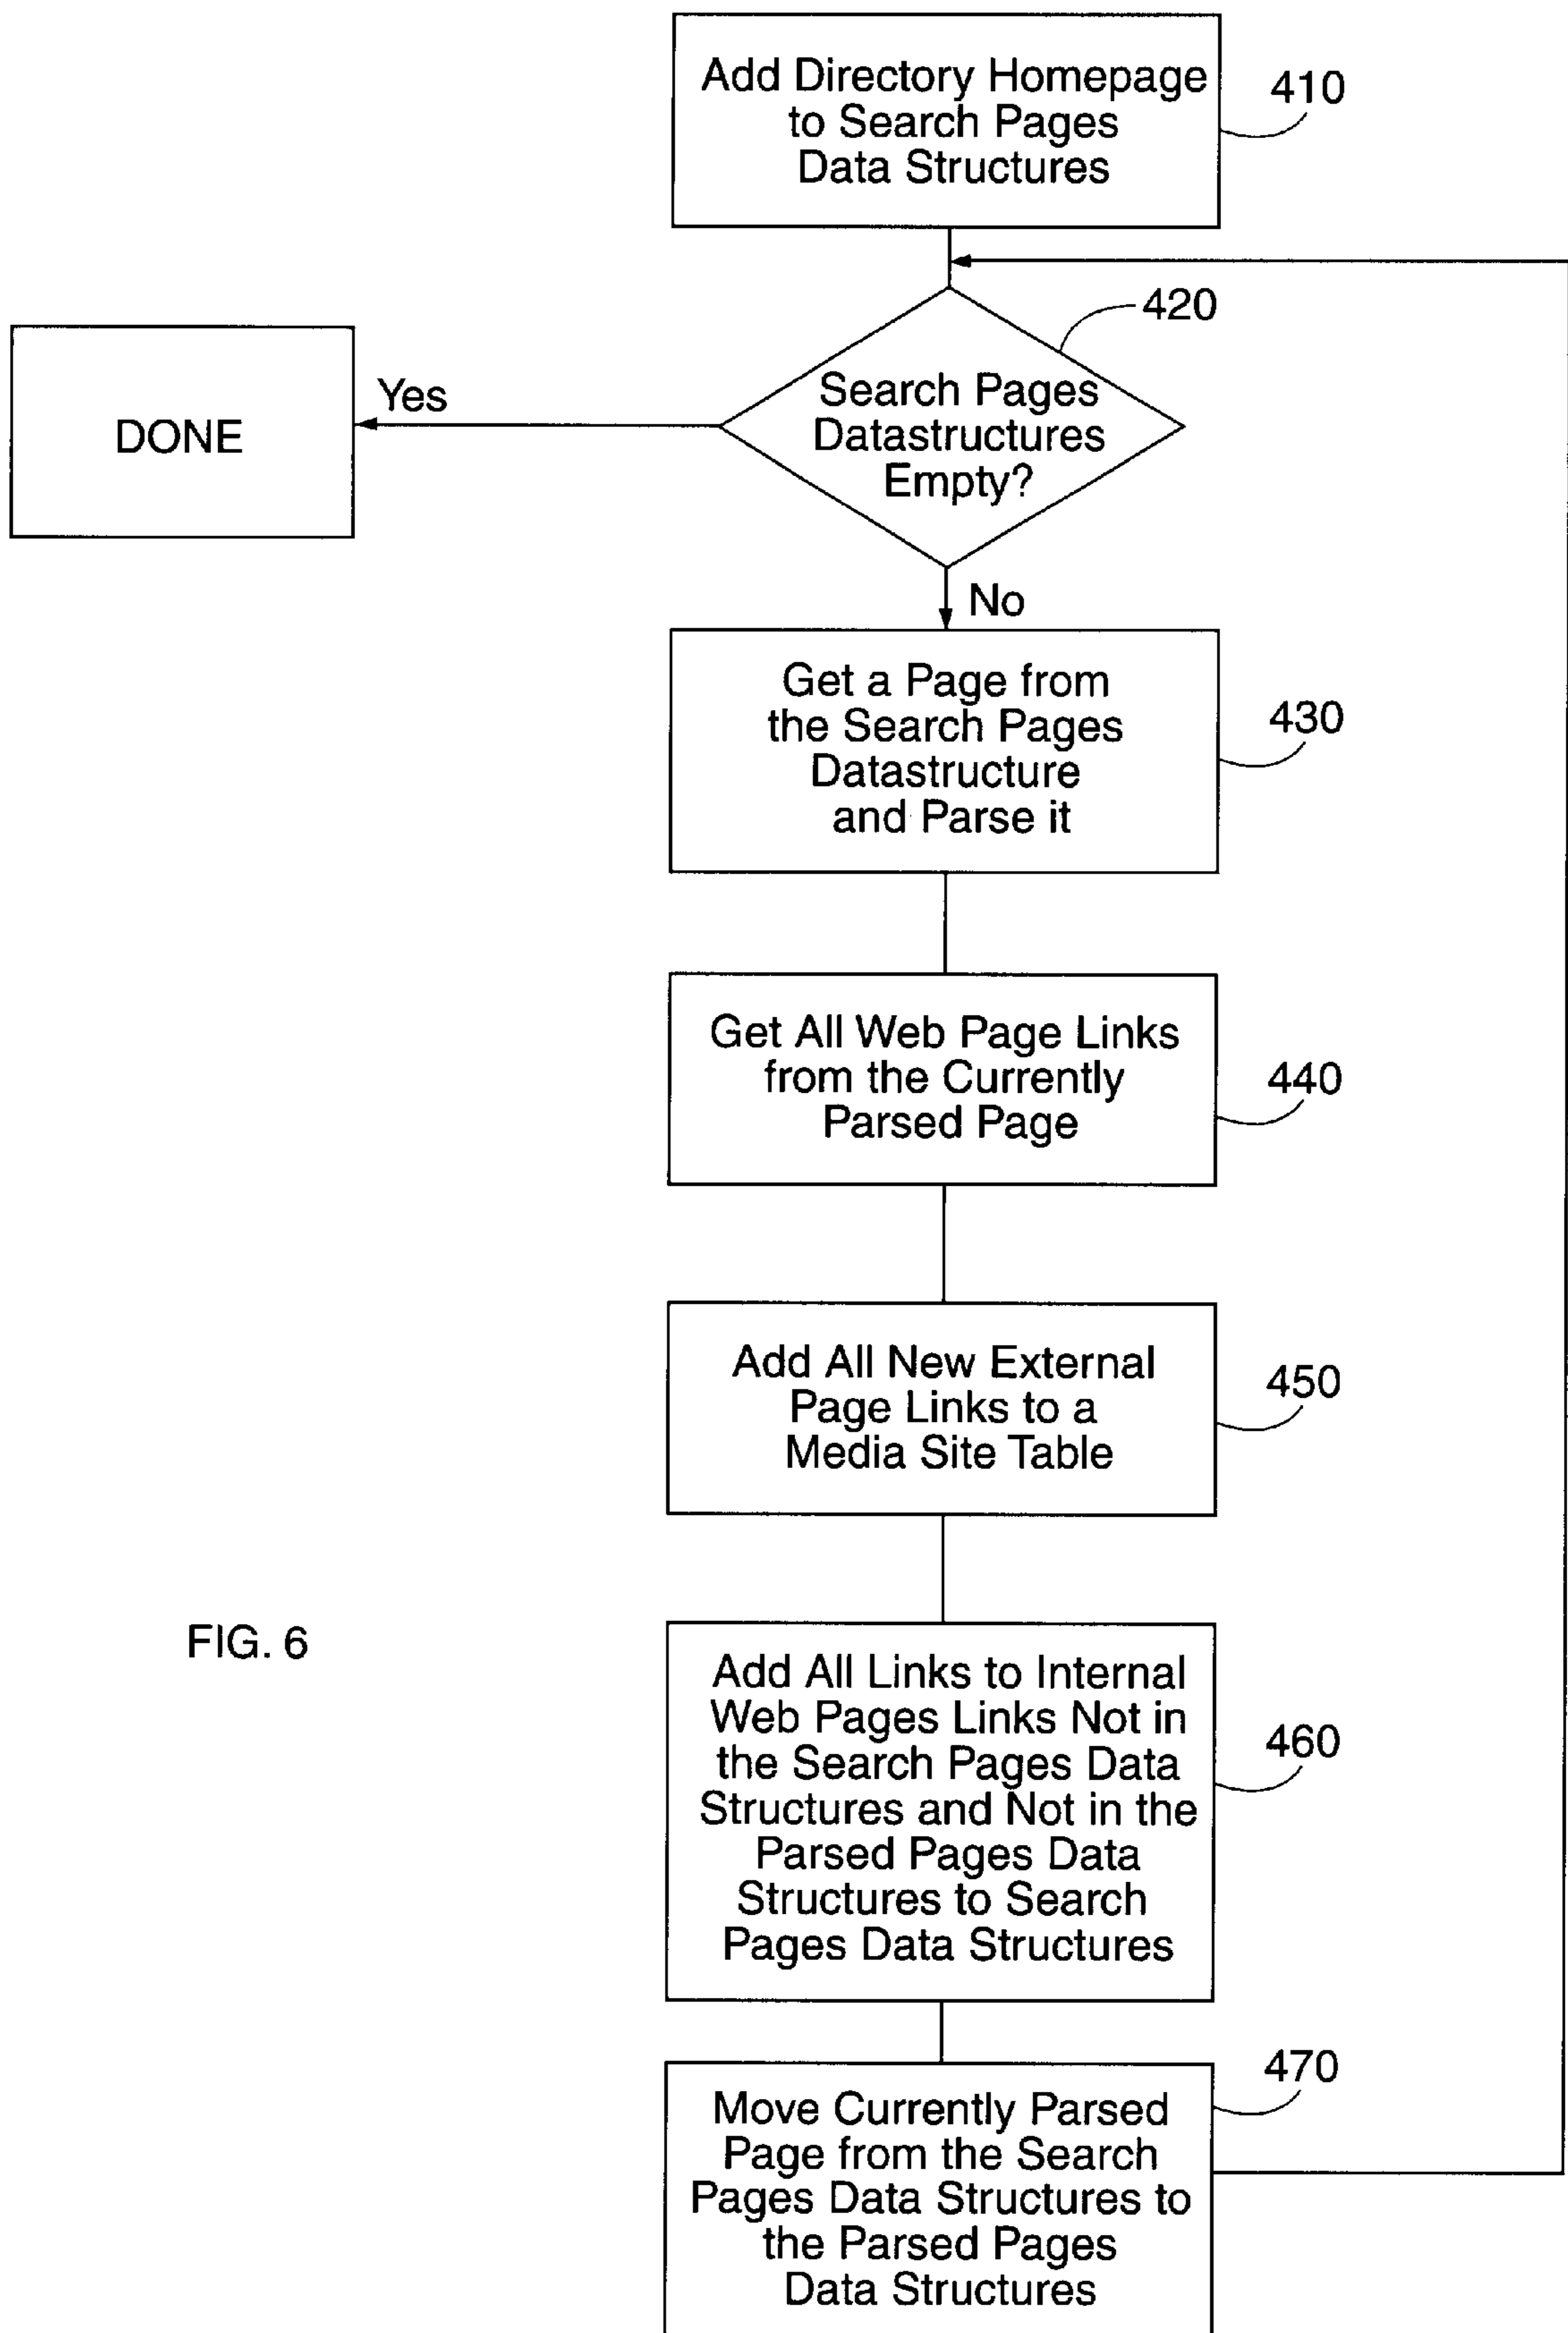 Add Directory Homepage
to Search Pages
Data Structures
410
420
Search Pages
Datastructures
Empty?
Yes
DONE
No
Get a Page from
the Search Pages
Datastructure
and Parse it
430
Get All Web Page Links
from the Currently
Parsed Page
440
Add All New External
Page Links to a
Media Site Table
450
FIG. 6
Add All Links to Internal
Web Pages Links Not in
the Search Pages Data
Structures and Not in the
Parsed Pages Data
Structures to Search
Pages Data Structures
460
470
Move Currently Parsed
Page from the Search
Pages Data Structures to
the Parsed Pages
Data Structures